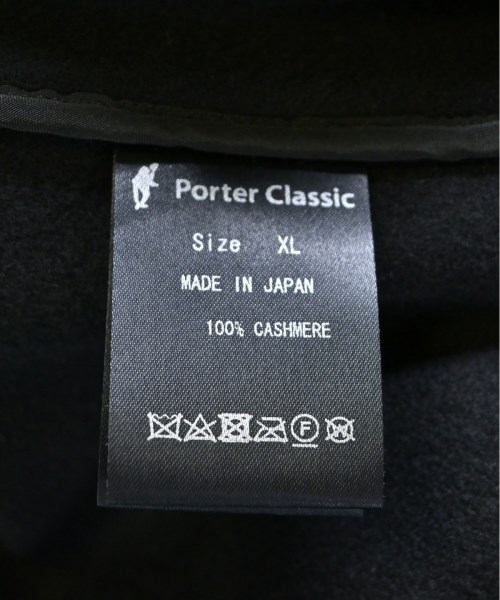 Porter Classic
Size XL
MADE IN JAPAN
100% CASHMERE
F W